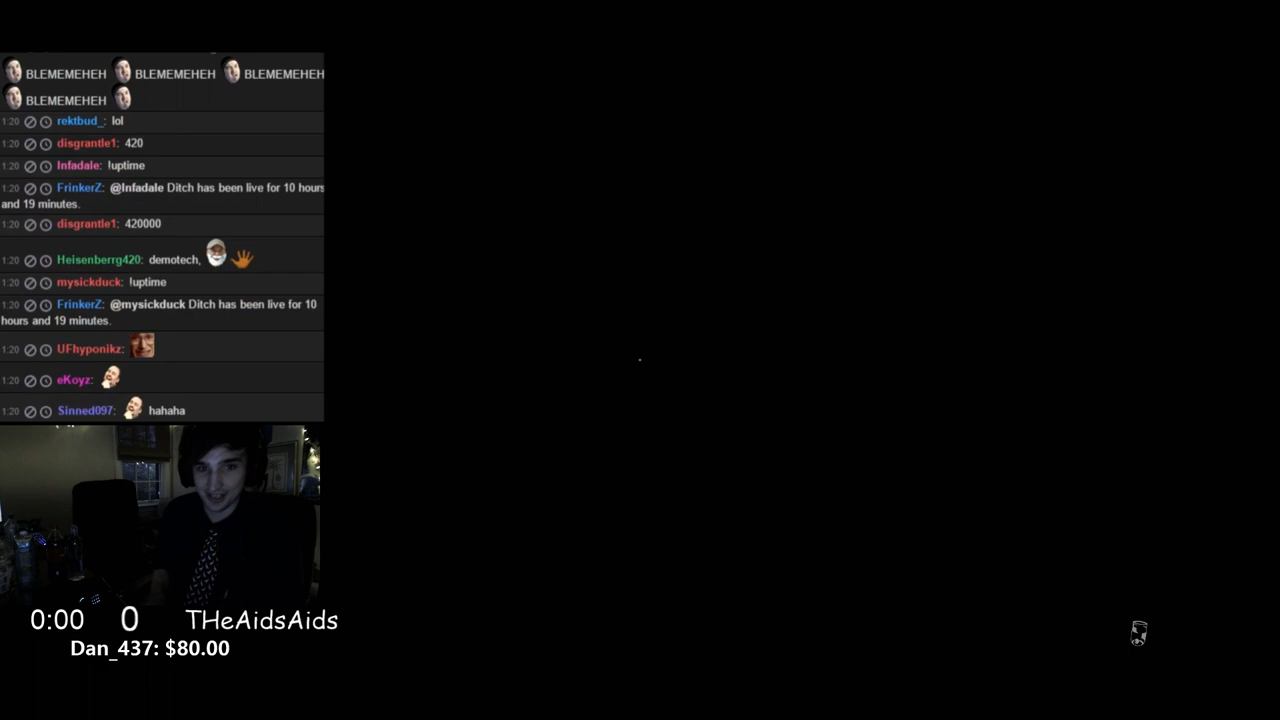 BLEMEMEHEH BLEMEMEHEH BLEMEMEHEH
BLEMEMEHEH
1:20 rektbud_: lol
1:20 disgrantle1: 420
1:20 Infadale: !uptime
1:20 FrinkerZ: @Infadale Ditch has been live for 10 hours
and 19 minutes.
1:20 disgrantle1: 420000
1:20 Heisenberrg420: demotech,
1:20 mysickduck: !uptime
1:20 FrinkerZ: @mysickduck Ditch has been live for 10
hours and 19 minutes.
1:20 UFhyponikz:
1:20 eKoyz:
1:20 Sinned097: hahaha
0:00 0 THeAidsAids
Dan_437: $80.00